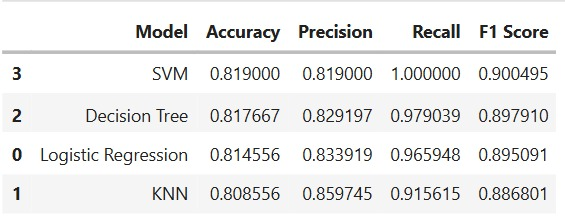 Model Accuracy Precision Recall F1 Score
3 SVM 0.819000 0.819000 1.000000 0.900495
2 Decision Tree 0.817667 0.829197 0.979039 0.897910
0 Logistic Regression 0.814556 0.833919 0.965948 0.895091
1 KNN 0.808556 0.859745 0.915615 0.886801